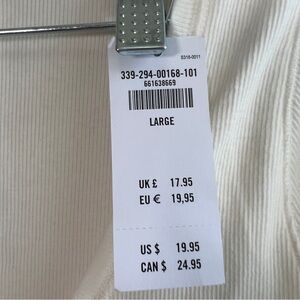 S318-0011
339-294-00168-101
661638669
LARGE
UK £ 17.95
EU € 19,95
US $ 19.95
CAN $ 24.95